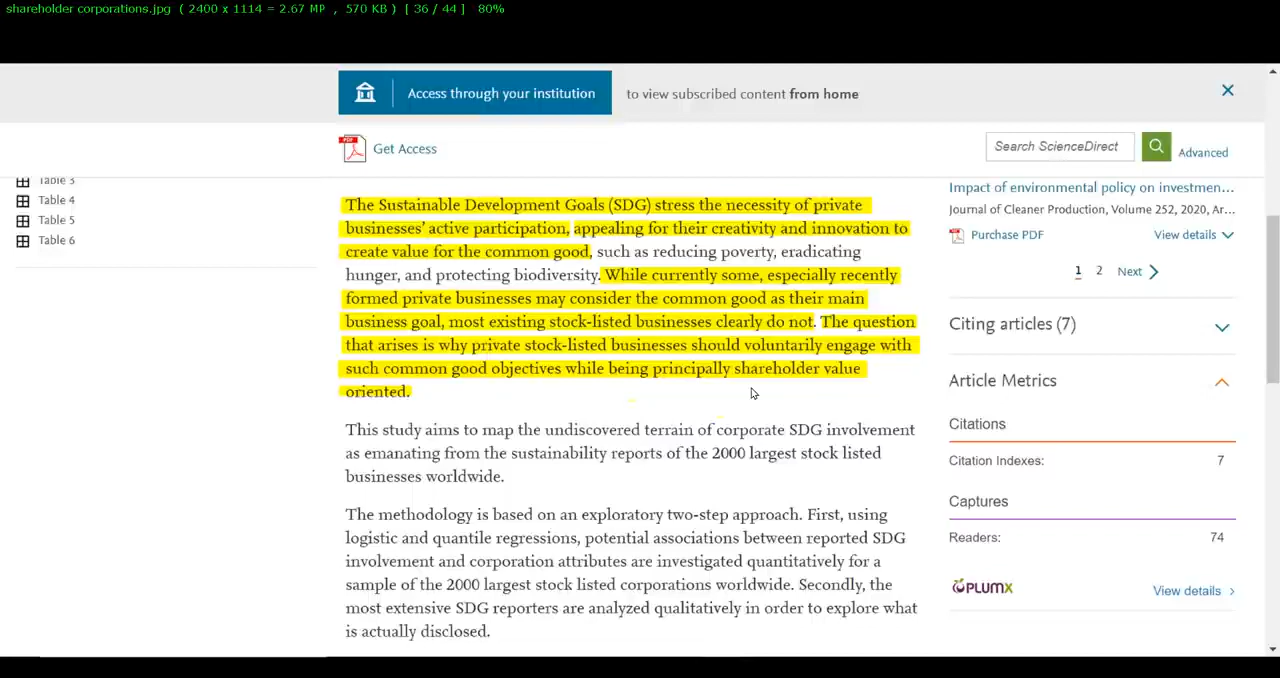 shareholder corporations.jpg ( 2400 x 1114 = 2.67 MP , 570 KB ) [ 36 / 44 ] 80%
Access through your institution to view subscribed content from home
PDF Get Access
Search ScienceDirect Advanced
Table 3
Table 4
Table 5
Table 6
The Sustainable Development Goals (SDG) stress the necessity of private
businesses' active participation, appealing for their creativity and innovation to
create value for the common good, such as reducing poverty, eradicating
hunger, and protecting biodiversity. While currently some, especially recently
formed private businesses may consider the common good as their main
business goal, most existing stock-listed businesses clearly do not. The question
that arises is why private stock-listed businesses should voluntarily engage with
such common good objectives while being principally shareholder value
oriented.
This study aims to map the undiscovered terrain of corporate SDG involvement
as emanating from the sustainability reports of the 2000 largest stock listed
businesses worldwide.
The methodology is based on an exploratory two-step approach. First, using
logistic and quantile regressions, potential associations between reported SDG
involvement and corporation attributes are investigated quantitatively for a
sample of the 2000 largest stock listed corporations worldwide. Secondly, the
most extensive SDG reporters are analyzed qualitatively in order to explore what
is actually disclosed.
Impact of environmental policy on investmen...
Journal of Cleaner Production, Volume 252, 2020, Ar...
Purchase PDF View details
1 2 Next
Citing articles (7)
Article Metrics
Citations
Citation Indexes: 7
Captures
Readers: 74
PLUMX View details